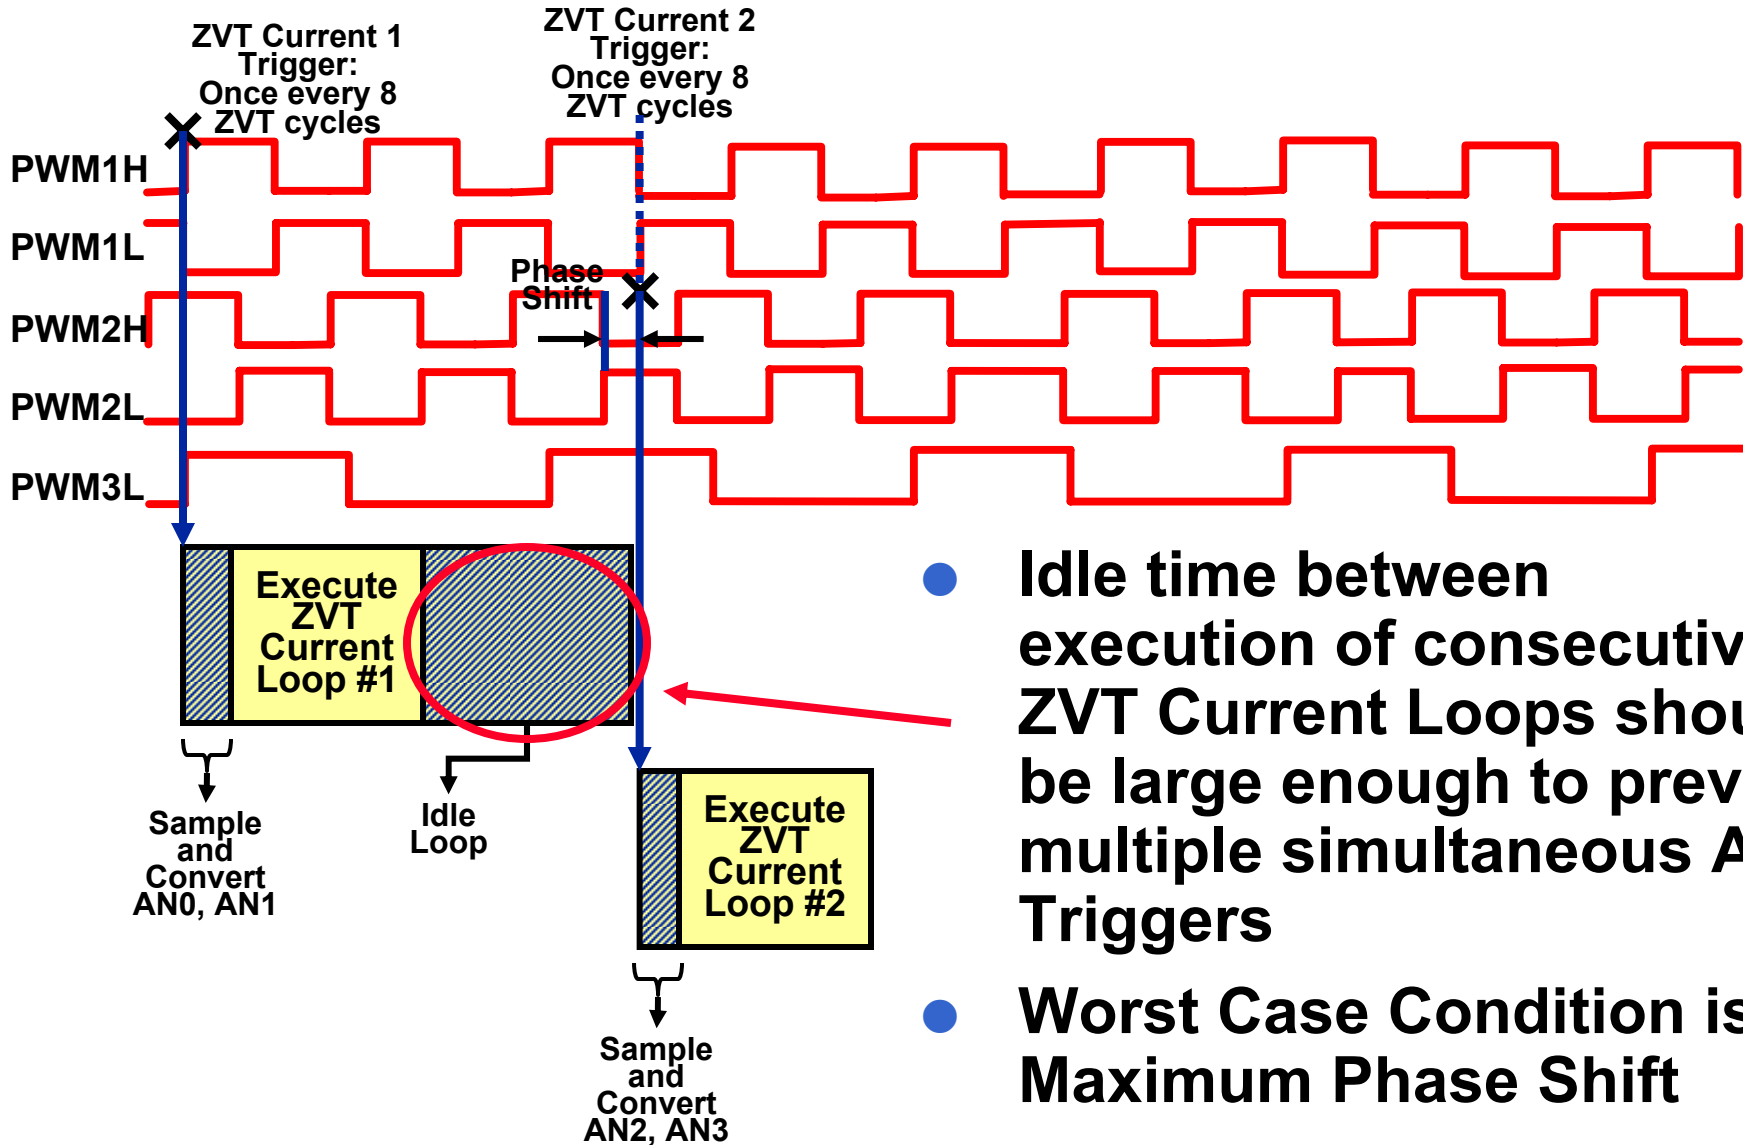 ZVT Current 1
Trigger:
Once every 8
ZVT cycles
ZVT Current 2
Trigger:
Once every 8
ZVT cycles
PWM1H
PWM1L
Phase
Shift
PWM2H
PWM2L
PWM3L
Execute
ZVT
Current
Loop #1
Sample
and
Convert
AN0, AN1
Idle
Loop
Execute
ZVT
Current
Loop #2
Sample
and
Convert
AN2, AN3
● Idle time between
execution of consecutiv
ZVT Current Loops shou
be large enough to prev
multiple simultaneous A
Triggers
● Worst Case Condition is
Maximum Phase Shift